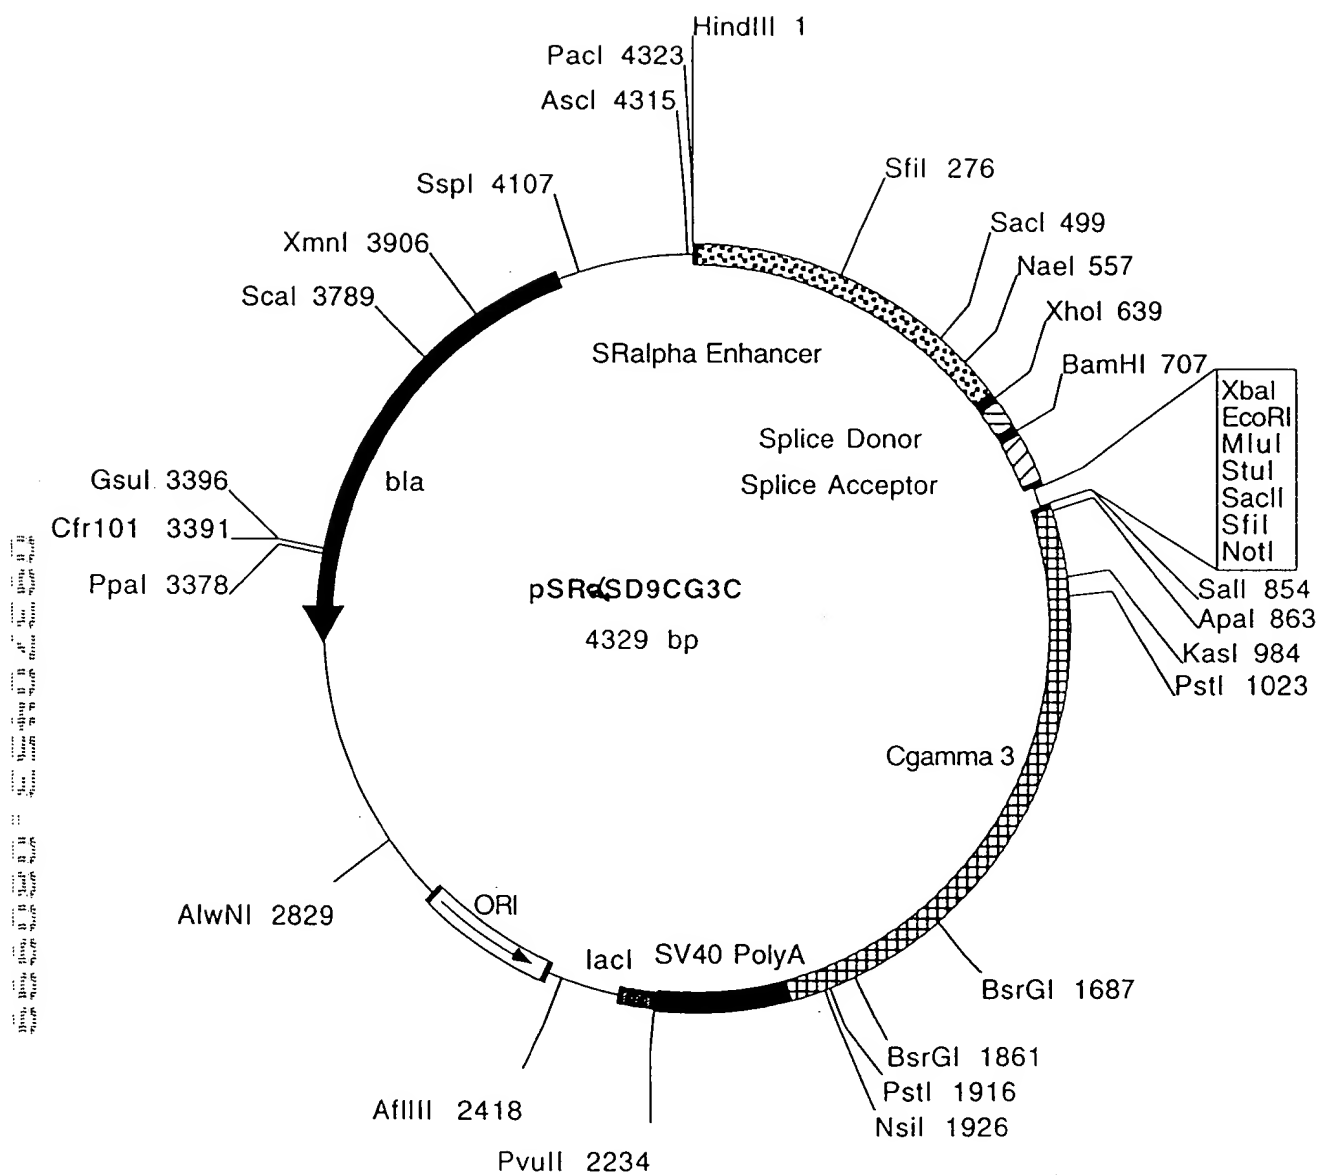 HindIII 1
PacI 4323
AscI 4315
SspI 4107
SfiI 276
SacI 499
XmnI 3906
NaeI 557
ScaI 3789
XhoI 639
SRalpha Enhancer
BamHI 707
XbaI
EcoRI
MluI
StuI
SacII
SfiI
NotI
Splice Donor
Splice Acceptor
bla
GsuI 3396
Cfr101 3391
PpaI 3378
pSRαSD9CG3C
4329 bp
SalI 854
ApaI 863
KasI 984
PstI 1023
Cgamma 3
ORI
AlwNI 2829
lacI
SV40 PolyA
BsrGI 1687
BsrGI 1861
PstI 1916
NsiI 1926
AflIII 2418
PvuII 2234